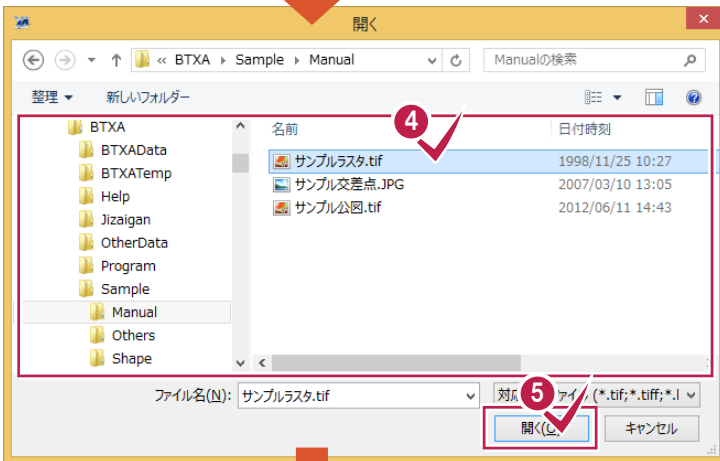 開く
« BTXA ▸ Sample ▸ Manual
Manualの検索
整理 ▼ 新しいフォルダー
BTXA
BTXAData
BTXATemp
Help
Jizaigan
OtherData
Program
Sample
Manual
Others
Shape
4
名前 日付時刻
サンプルラスタ.tif 1998/11/25 10:27
サンプル交差点.JPG 2007/03/10 13:05
サンプル公図.tif 2012/06/11 14:43
ファイル名(N): サンプルラスタ.tif
(*.tif;*.tiff;*.l
5
開く(O) キャンセル